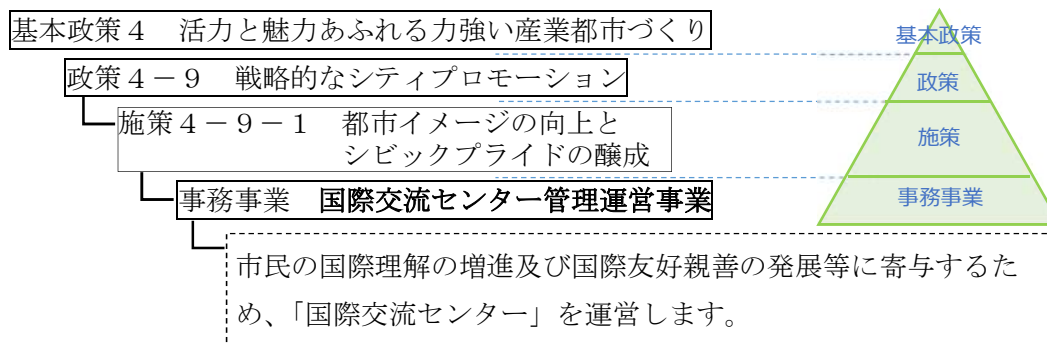 基本政策４　活力と魅力あふれる力強い産業都市づくり
政策４－９　戦略的なシティプロモーション
施策４－９－１　都市イメージの向上と
シビックプライドの醸成
事務事業　国際交流センター管理運営事業
市民の国際理解の増進及び国際友好親善の発展等に寄与するた
め、「国際交流センター」を運営します。
基本政策
政策
施策
事務事業